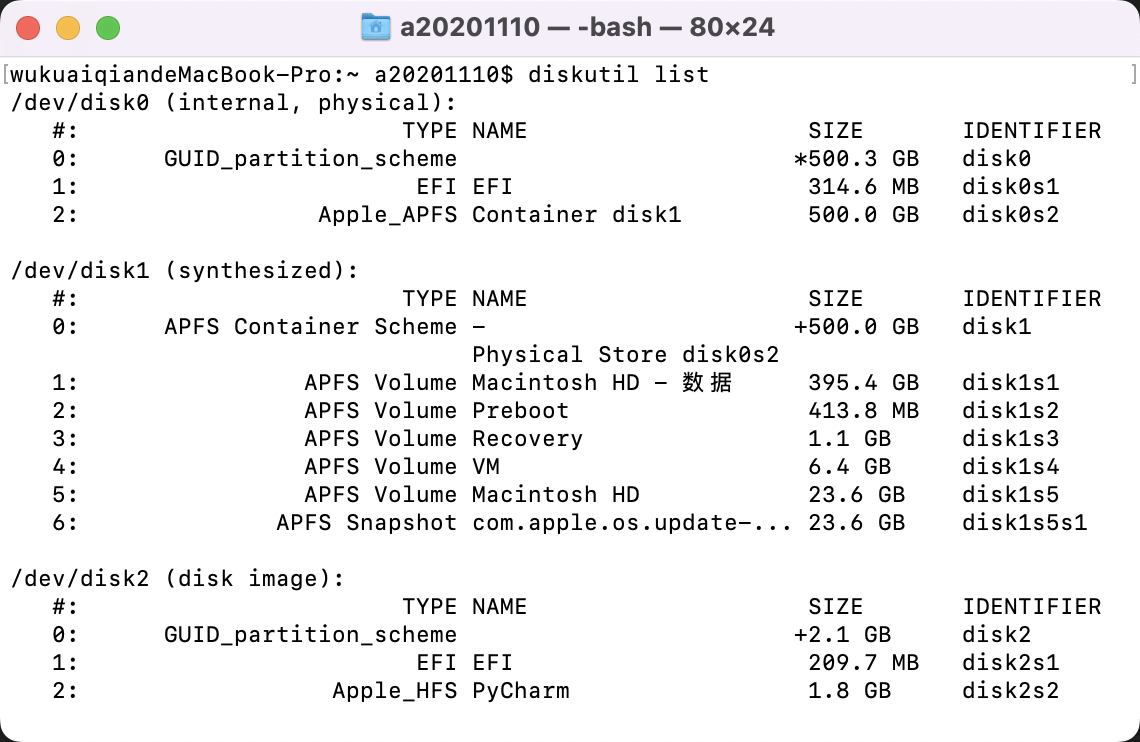 a20201110 — -bash — 80×24
wukuaiqiandeMacBook-Pro:~ a20201110$ diskutil list
/dev/disk0 (internal, physical):
   #:                       TYPE NAME                    SIZE       IDENTIFIER
   0:      GUID_partition_scheme                        *500.3 GB   disk0
   1:                        EFI EFI                     314.6 MB   disk0s1
   2:                 Apple_APFS Container disk1         500.0 GB   disk0s2

/dev/disk1 (synthesized):
   #:                       TYPE NAME                    SIZE       IDENTIFIER
   0:      APFS Container Scheme -                      +500.0 GB   disk1
                                 Physical Store disk0s2
   1:                APFS Volume Macintosh HD - 数据     395.4 GB   disk1s1
   2:                APFS Volume Preboot                 413.8 MB   disk1s2
   3:                APFS Volume Recovery                1.1 GB     disk1s3
   4:                APFS Volume VM                      6.4 GB     disk1s4
   5:                APFS Volume Macintosh HD            23.6 GB    disk1s5
   6:              APFS Snapshot com.apple.os.update-... 23.6 GB    disk1s5s1

/dev/disk2 (disk image):
   #:                       TYPE NAME                    SIZE       IDENTIFIER
   0:      GUID_partition_scheme                        +2.1 GB     disk2
   1:                        EFI EFI                     209.7 MB   disk2s1
   2:                  Apple_HFS PyCharm                 1.8 GB     disk2s2